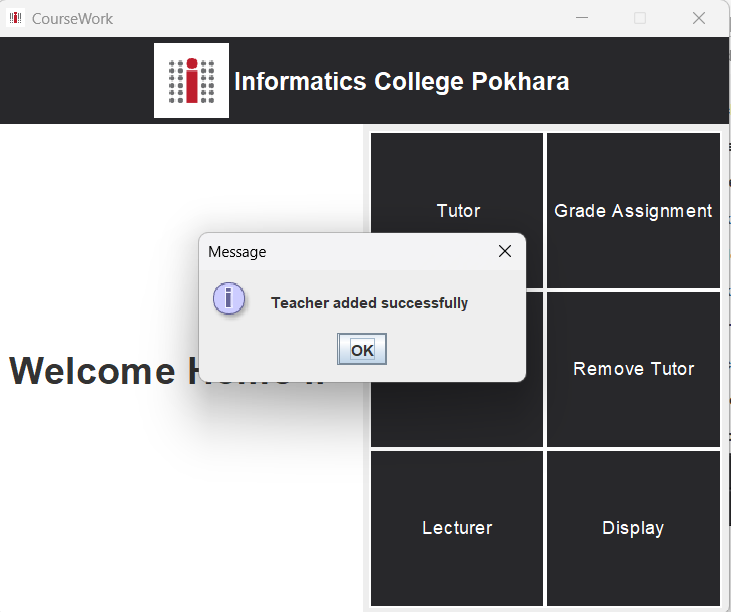 CourseWork
Informatics College Pokhara
Tutor
Grade Assignment
Message
Teacher added successfully
OK
Welcome
Remove Tutor
Lecturer
Display